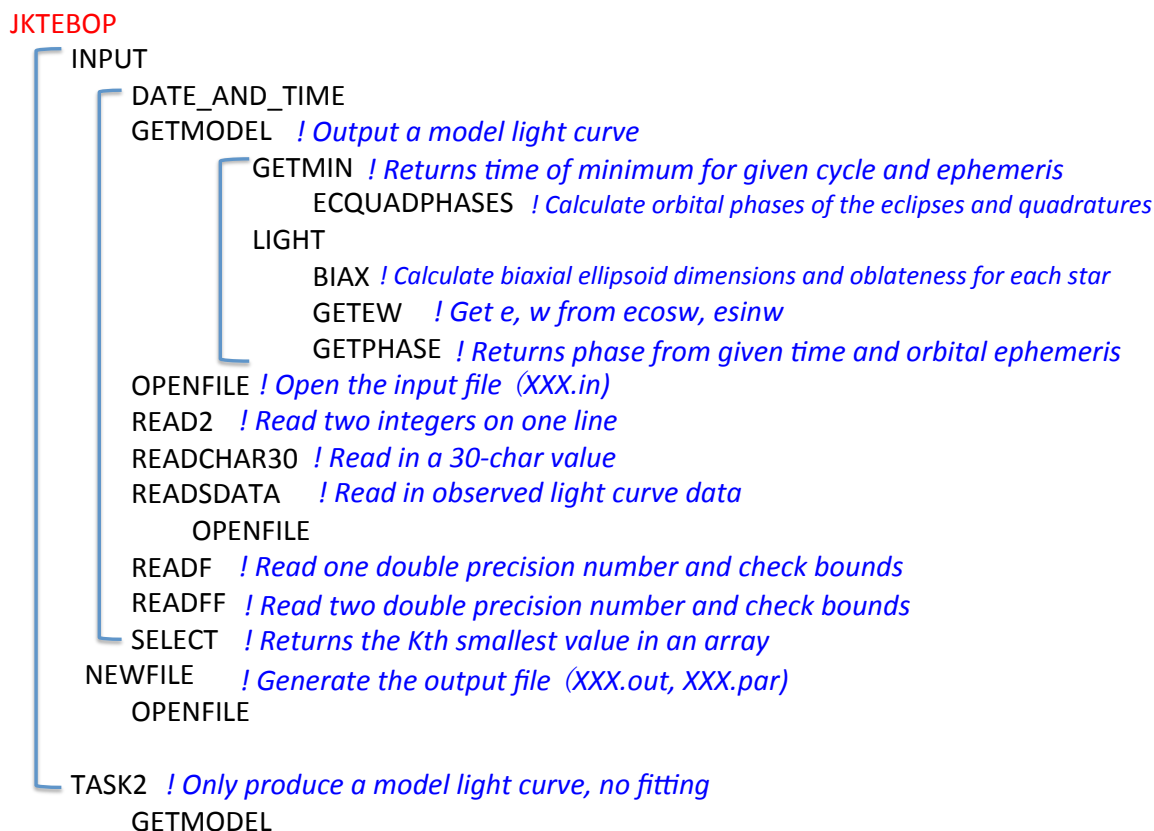 JKTEBOP
INPUT
DATE_AND_TIME
GETMODEL ! Output a model light curve
GETMIN ! Returns time of minimum for given cycle and ephemeris
ECQUADPHASES ! Calculate orbital phases of the eclipses and quadratures
LIGHT
BIAX ! Calculate biaxial ellipsoid dimensions and oblateness for each star
GETEW ! Get e, w from ecosw, esinw
GETPHASE ! Returns phase from given time and orbital ephemeris
OPENFILE ! Open the input file（XXX.in)
READ2 ! Read two integers on one line
READCHAR30 ! Read in a 30-char value
READSDATA ! Read in observed light curve data
OPENFILE
READF ! Read one double precision number and check bounds
READFF ! Read two double precision number and check bounds
SELECT ! Returns the Kth smallest value in an array
NEWFILE ! Generate the output file（XXX.out, XXX.par)
OPENFILE
TASK2 ! Only produce a model light curve, no fitting
GETMODEL